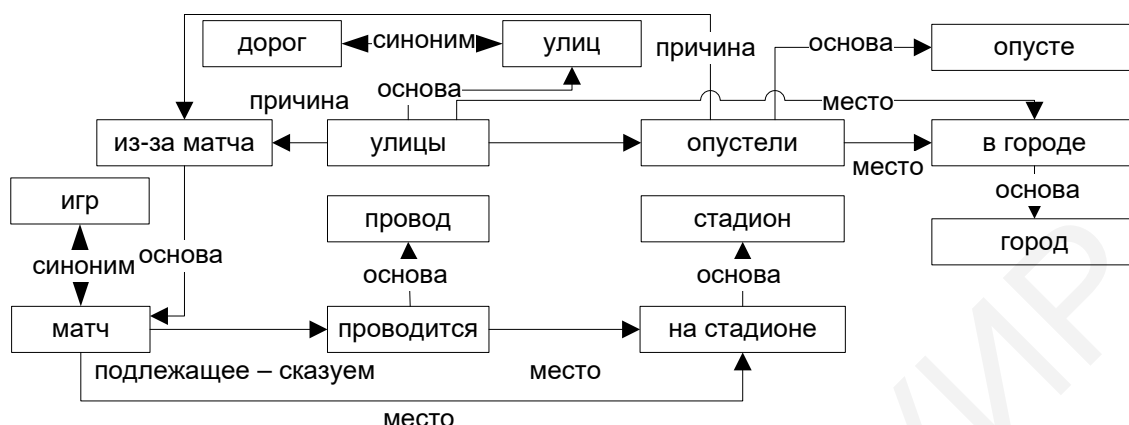 дорог
синоним
улиц
причина
основа
опусте
причина
основа
место
из-за матча
улицы
опустели
в городе
место
игр
провод
стадион
основа
город
синоним
основа
основа
основа
матч
проводится
на стадионе
подлежащее – сказуем
место
место
УИР